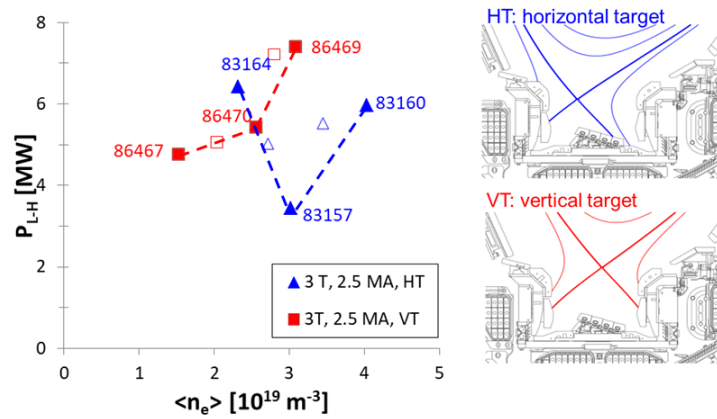 8
6
4
2
0
P_L-H [MW]
83164
86469
86470
83160
86467
83157
3 T, 2.5 MA, HT
3T, 2.5 MA, VT
0 1 2 3 4 5
<n_e> [10^19 m^-3]
HT: horizontal target
VT: vertical target